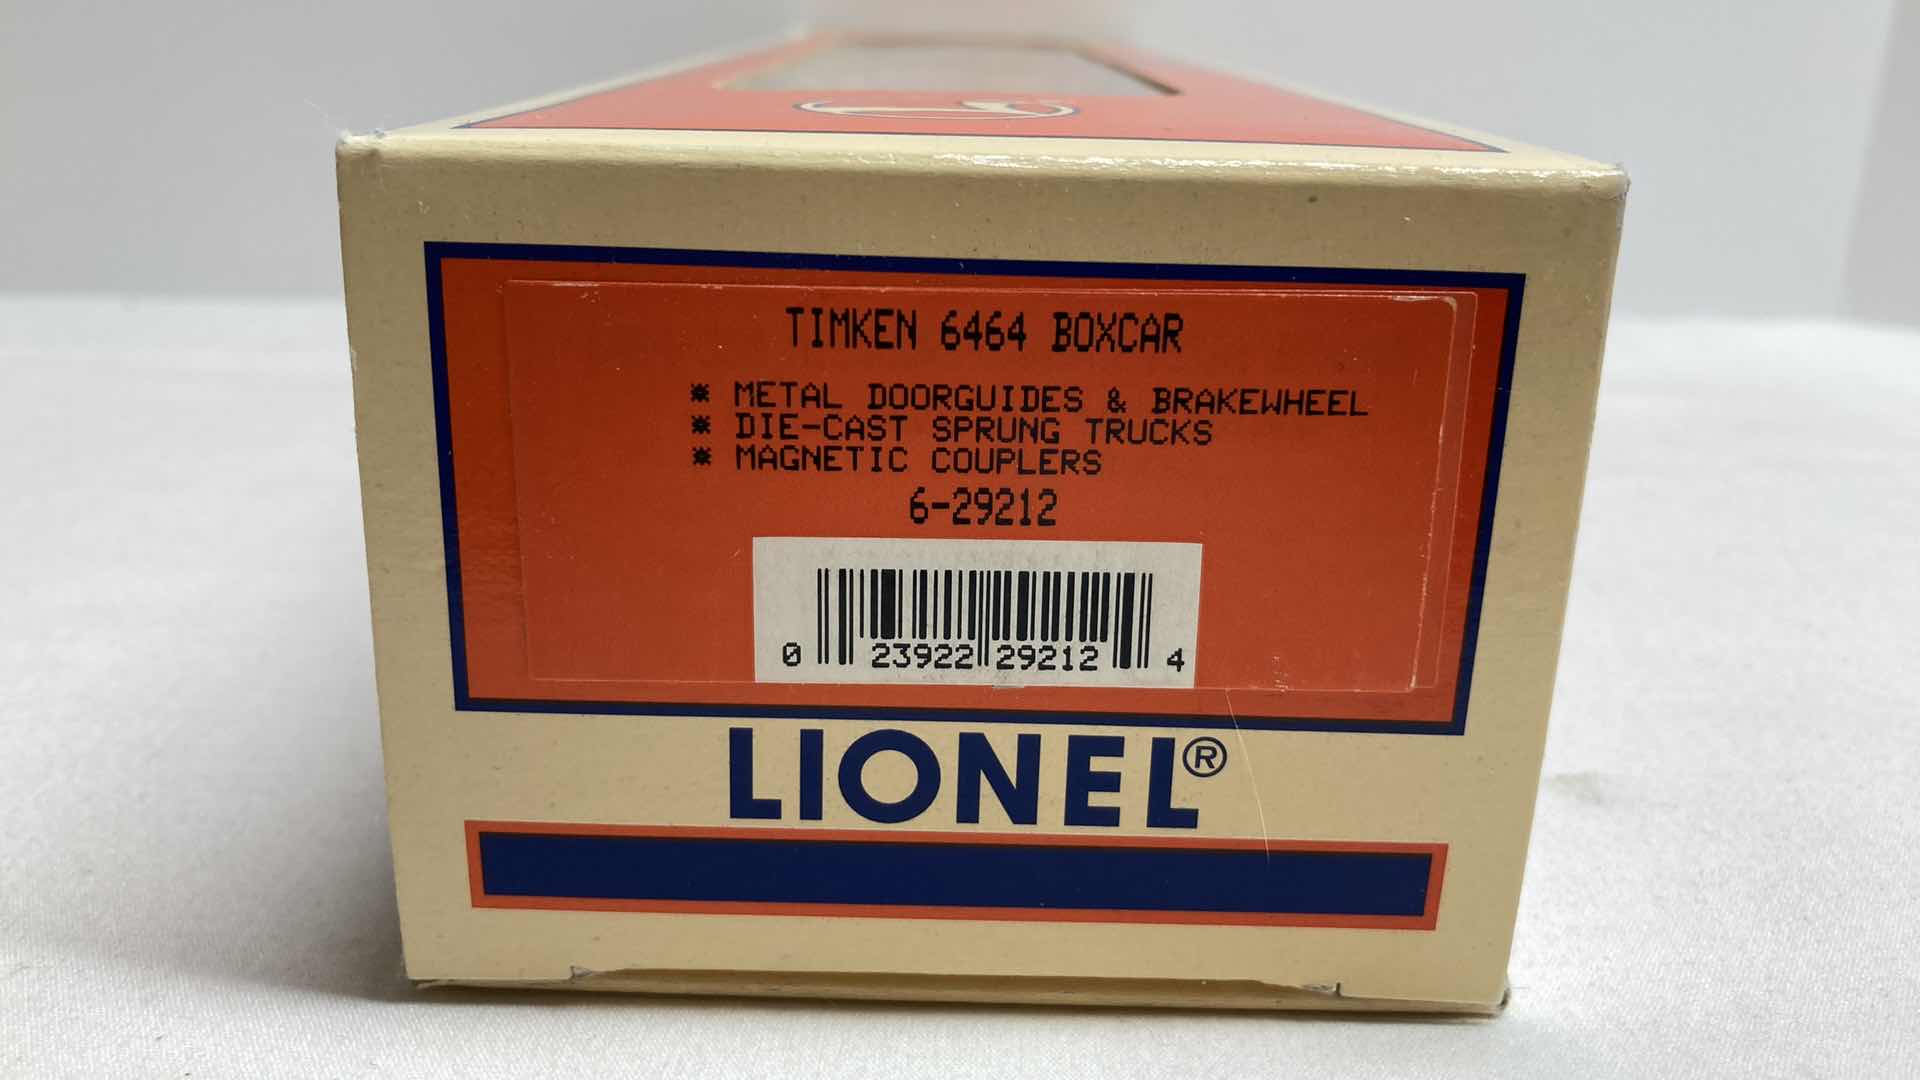 TIMKEN 6464 BOXCAR
* METAL DOORGUIDES & BRAKEWHEEL
* DIE-CAST SPRUNG TRUCKS
* MAGNETIC COUPLERS
6-29212
0 23922 29212 4
LIONEL®